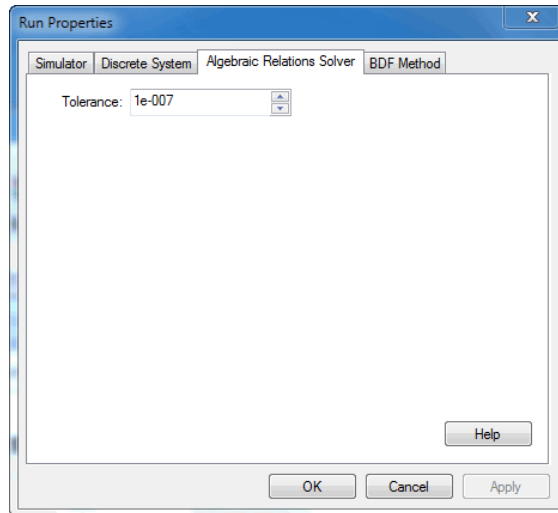 Run Properties
Simulator Discrete System Algebraic Relations Solver BDF Method
Tolerance: 1e-007
Help
OK Cancel Apply